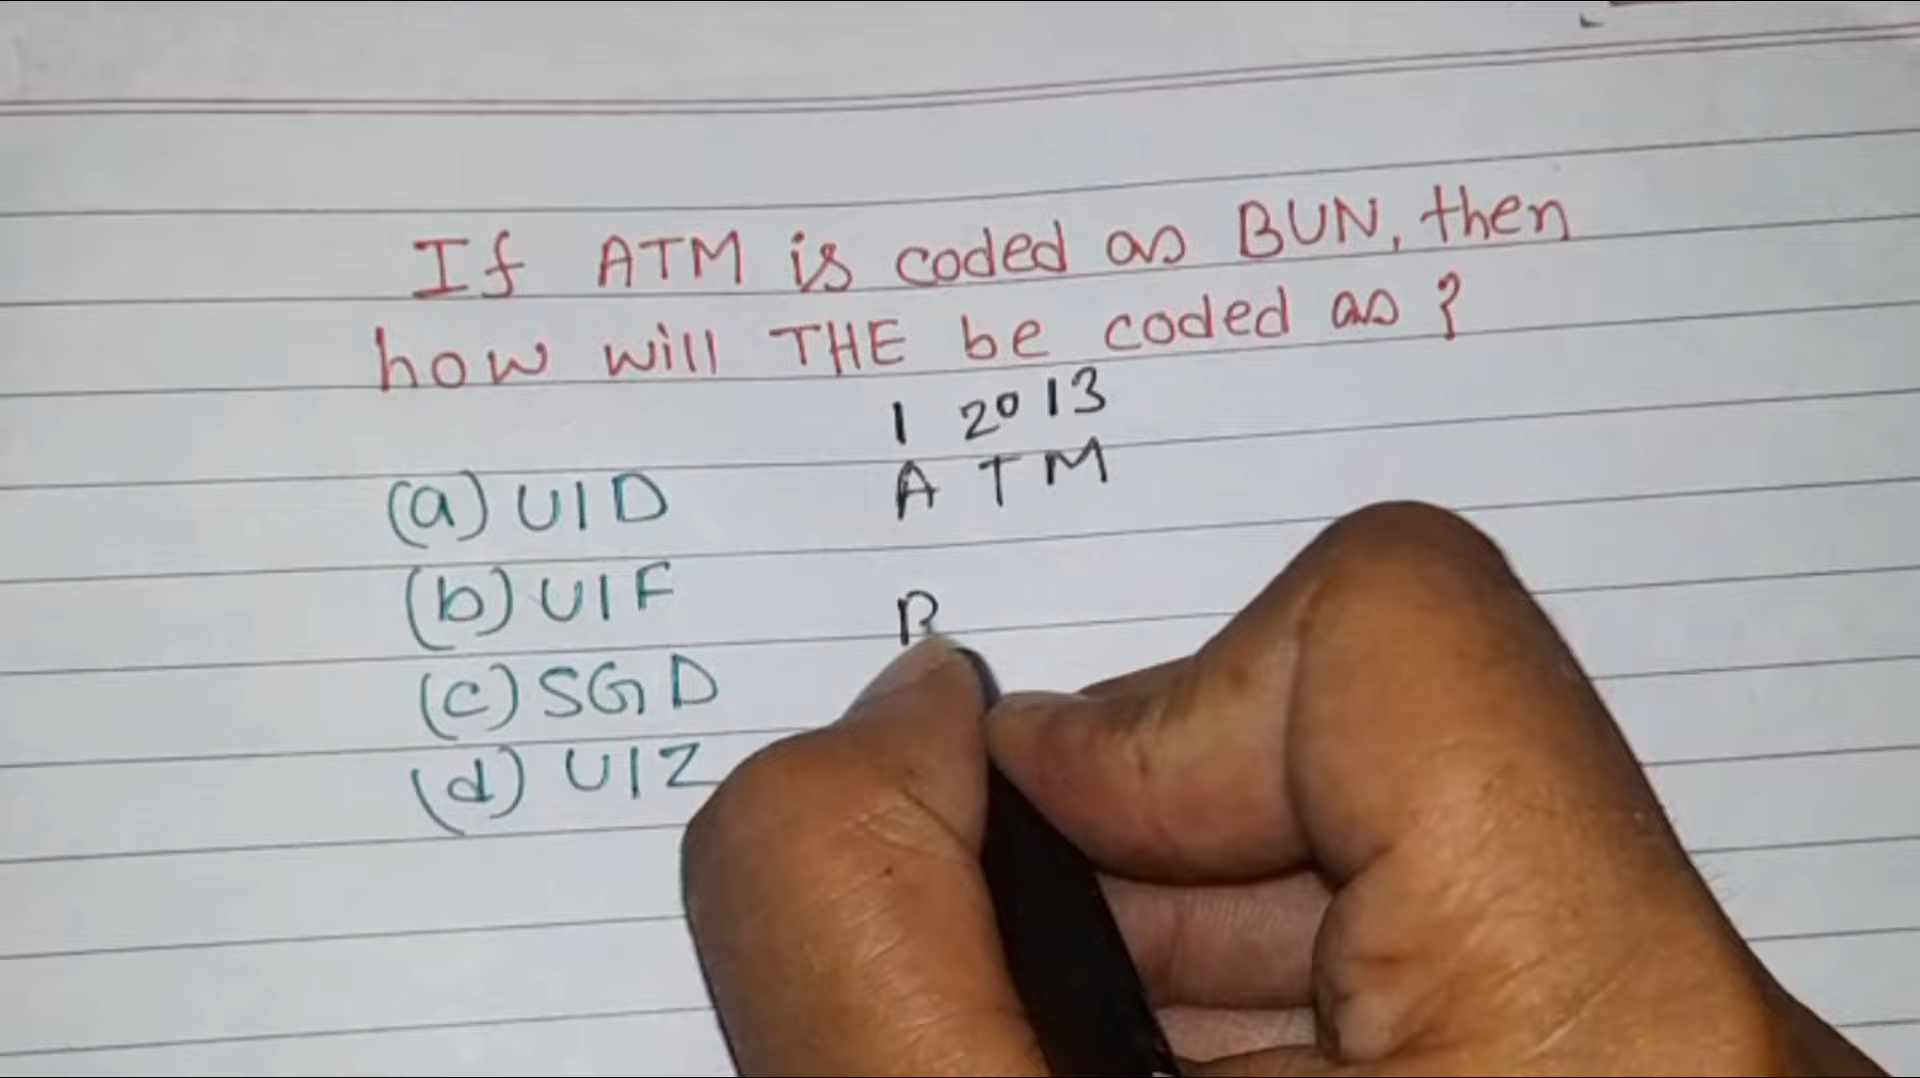 If ATM is coded as BUN, then
how will THE be coded as ?
1 20 13
A T M
(a) UID
(b) UIF
(c) SGD
(d) UIZ
B